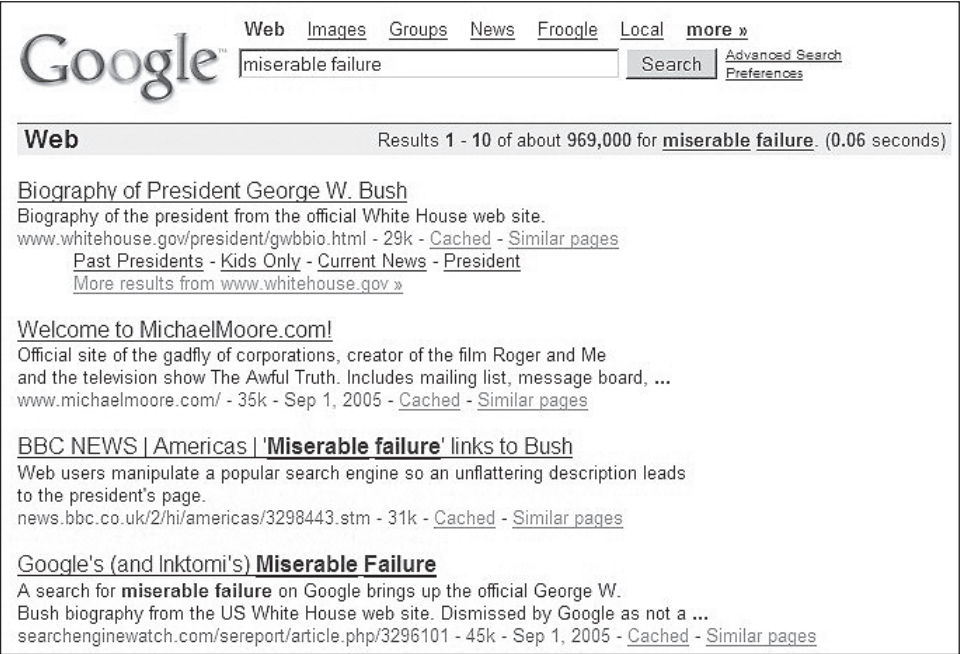 Web Images Groups News Froogle Local more »
Google™
miserable failure Search Advanced Search
Preferences
Web Results 1 - 10 of about 969,000 for miserable failure. (0.06 seconds)
Biography of President George W. Bush
Biography of the president from the official White House web site.
www.whitehouse.gov/president/gwbbio.html - 29k - Cached - Similar pages
Past Presidents - Kids Only - Current News - President
More results from www.whitehouse.gov »
Welcome to MichaelMoore.com!
Official site of the gadfly of corporations, creator of the film Roger and Me
and the television show The Awful Truth. Includes mailing list, message board, ...
www.michaelmoore.com/ - 35k - Sep 1, 2005 - Cached - Similar pages
BBC NEWS | Americas | 'Miserable failure' links to Bush
Web users manipulate a popular search engine so an unflattering description leads
to the president's page.
news.bbc.co.uk/2/hi/americas/3298443.stm - 31k - Cached - Similar pages
Google's (and Inktomi's) Miserable Failure
A search for miserable failure on Google brings up the official George W.
Bush biography from the US White House web site. Dismissed by Google as not a ...
searchenginewatch.com/sereport/article.php/3296101 - 45k - Sep 1, 2005 - Cached - Similar pages